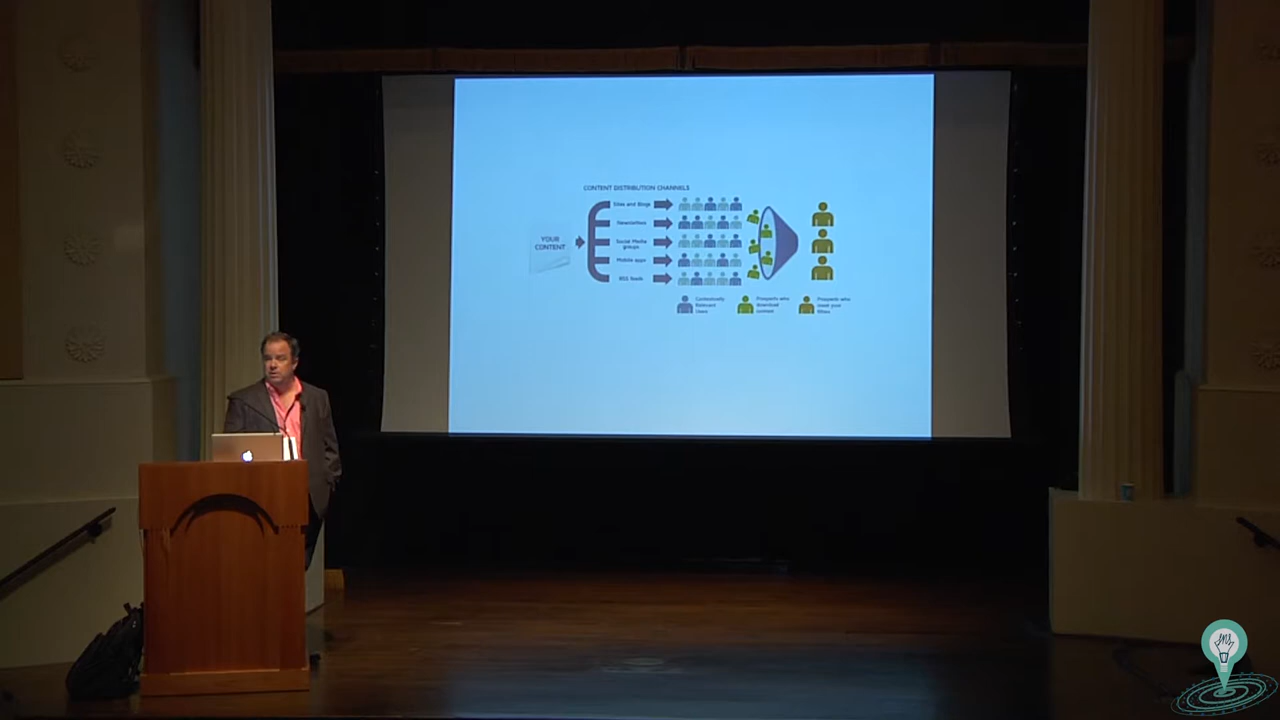 CONTENT DISTRIBUTION CHANNELS
YOUR
CONTENT
Sites and Blogs
Newsletters
Social Media
groups
Mobile apps
RSS feeds
Contextually
Relevant
Users
Prospects who
download
content
Prospects who
meet your
filters